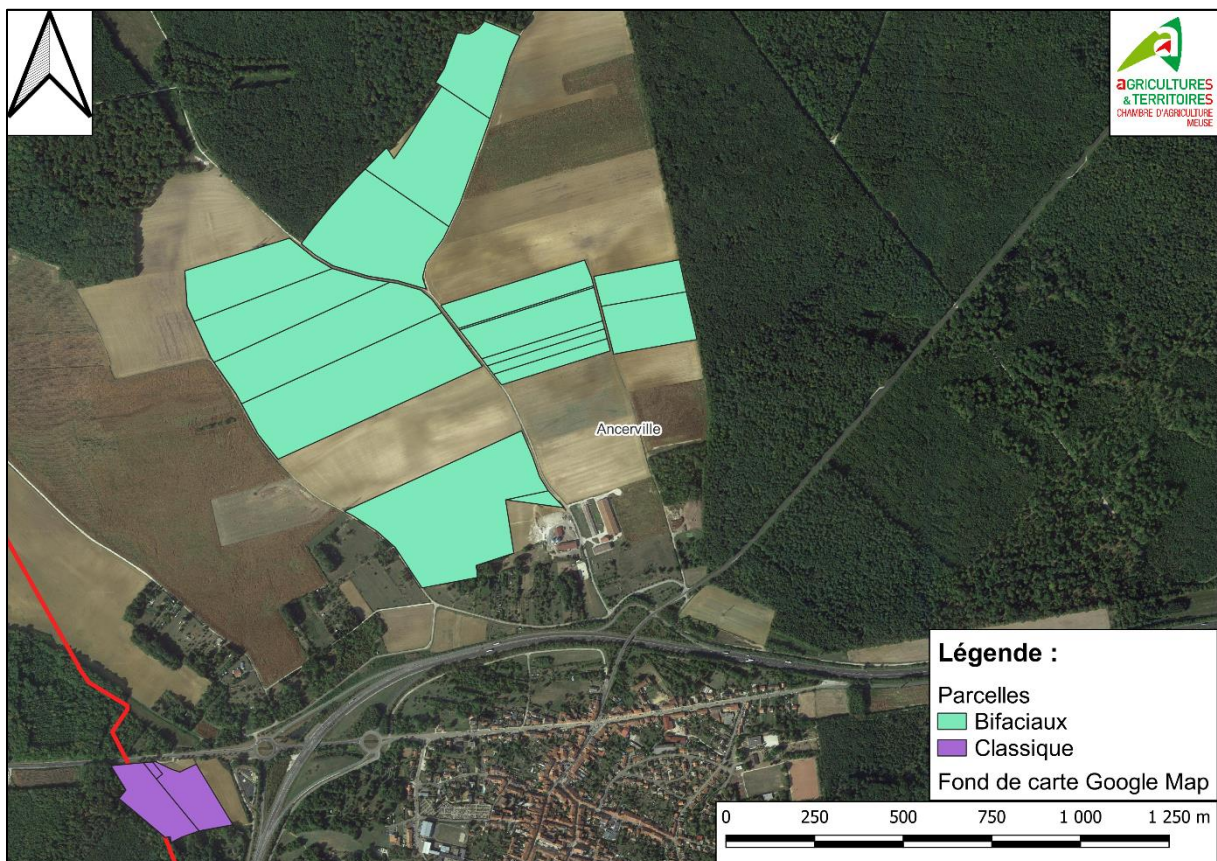 aGRICULTURES
& TERRITOIRES
CHAMBRE D'AGRICULTURE
MEUSE
Ancerville
Légende :
Parcelles
Bifaciaux
Classique
Fond de carte Google Map
0 250 500 750 1 000 1 250 m